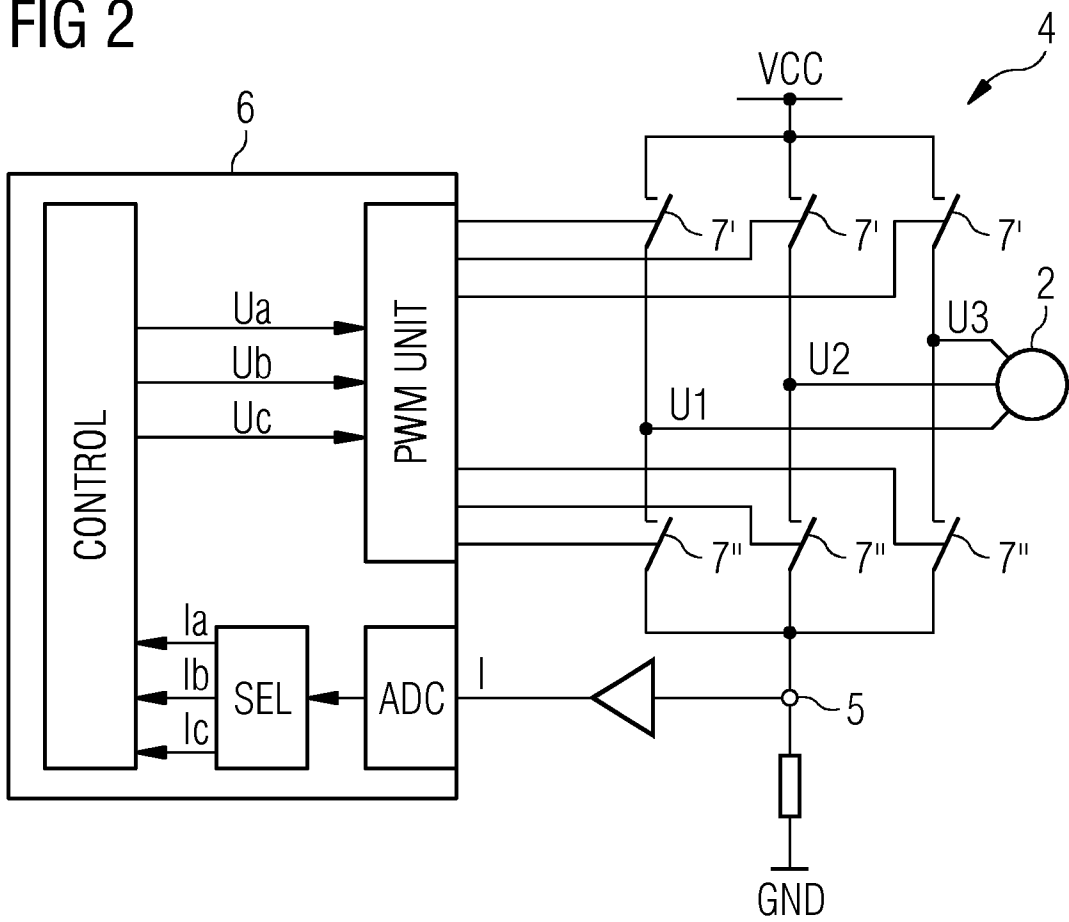 FIG 2
4
VCC
6
7'
7'
7'
2
Ua
U3
Ub
U2
Uc
U1
CONTROL
PWM UNIT
7"
7"
7"
Ia
Ib
SEL
ADC
I
5
Ic
GND